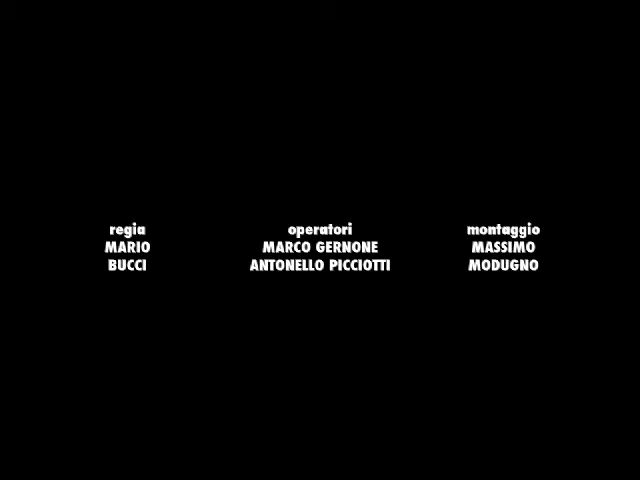 regia
MARIO
BUCCI
operatori
MARCO GERNONE
ANTONELLO PICCIOTTI
montaggio
MASSIMO
MODUGNO